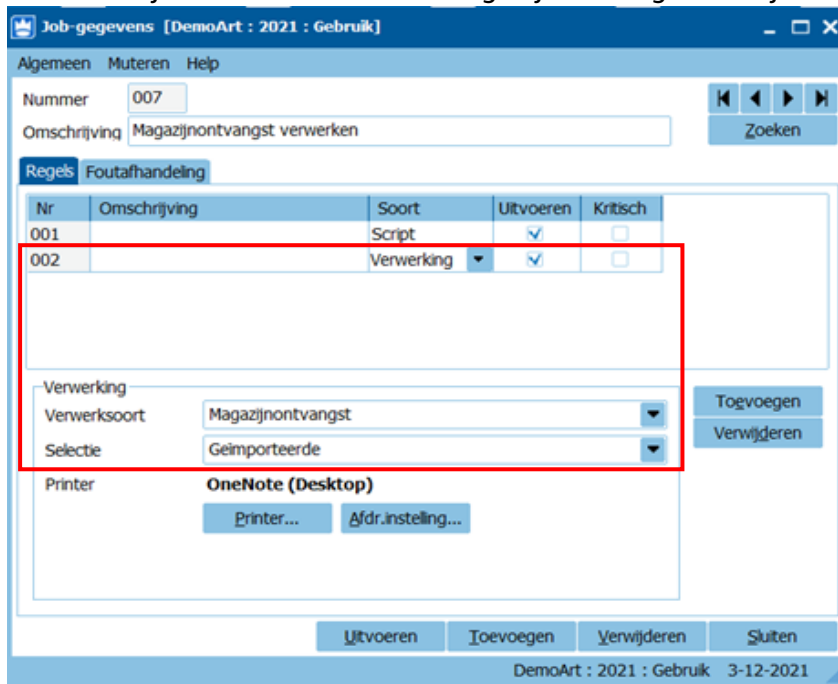 Job-gegevens [DemoArt : 2021 : Gebruik]
Algemeen Muteren Help
Nummer 007
Omschrijving Magazijnontvangst verwerken Zoeken
Regels Foutafhandeling
Nr Omschrijving Soort Uitvoeren Kritisch
001 Script
002 Verwerking
Verwerking
Verwerksoort Magazijnontvangst Toevoegen
Selectie Geïmporteerde Verwijderen
Printer OneNote (Desktop)
Printer... Afdr.instelling...
Uitvoeren Toevoegen Verwijderen Sluiten
DemoArt : 2021 : Gebruik 3-12-2021